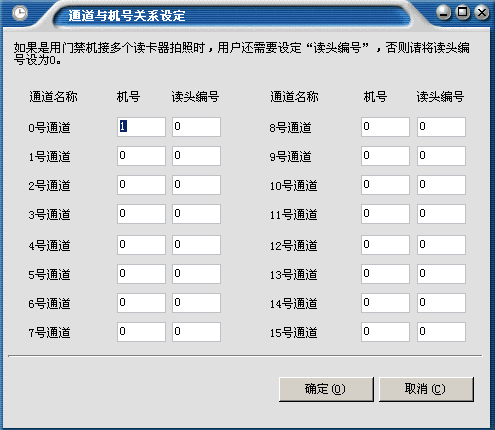 通道与机号关系设定
如果是用门禁机接多个读卡器拍照时，用户还需要设定“读头编号”，否则请将读头编
号设为0。
通道名称 机号 读头编号 通道名称 机号 读头编号
0号通道 1 0 8号通道 0 0
1号通道 0 0 9号通道 0 0
2号通道 0 0 10号通道 0 0
3号通道 0 0 11号通道 0 0
4号通道 0 0 12号通道 0 0
5号通道 0 0 13号通道 0 0
6号通道 0 0 14号通道 0 0
7号通道 0 0 15号通道 0 0
确定(O) 取消(C)